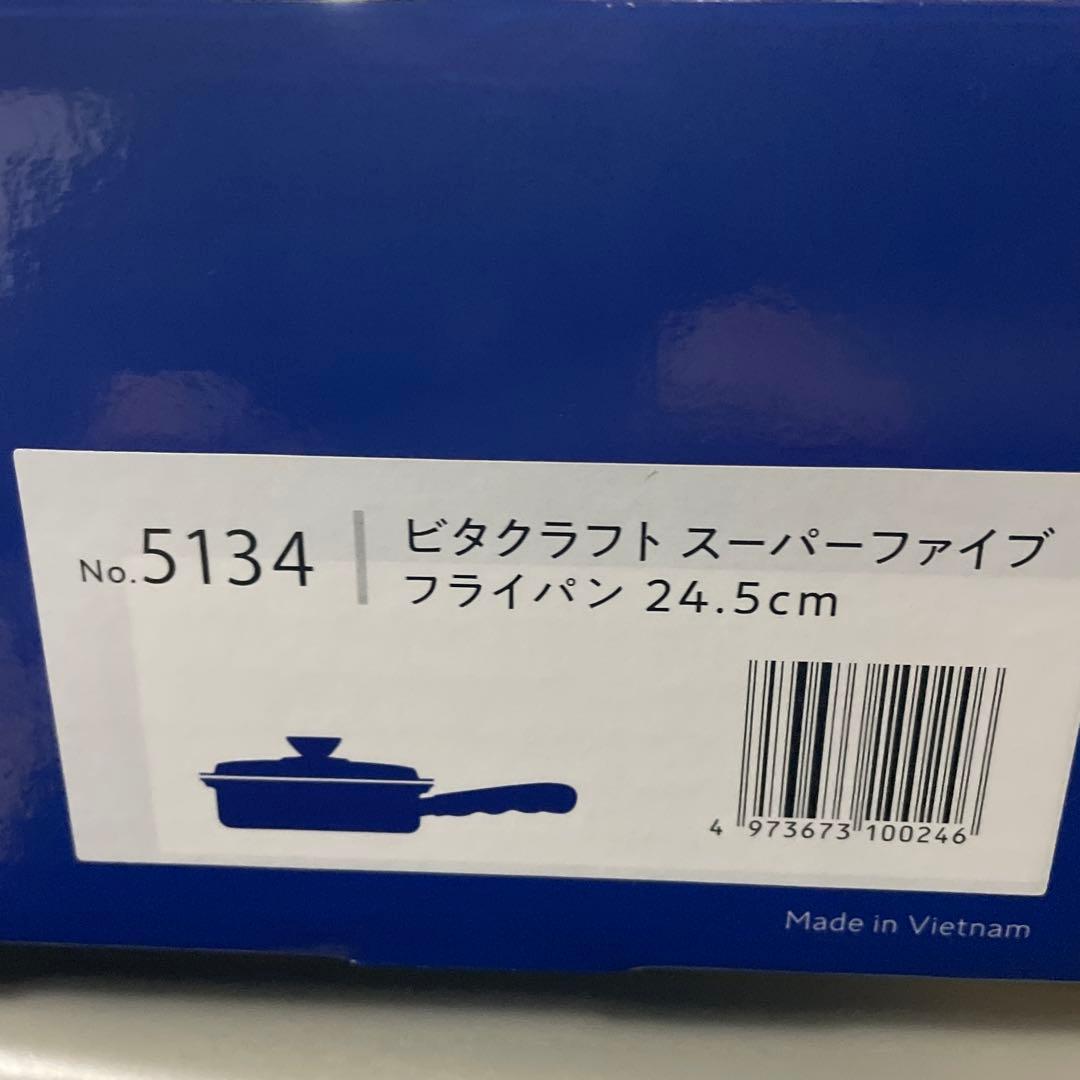 No.5134
ビタクラフト スーパーファイブ
フライパン 24.5cm
4 973673 100246
Made in Vietnam